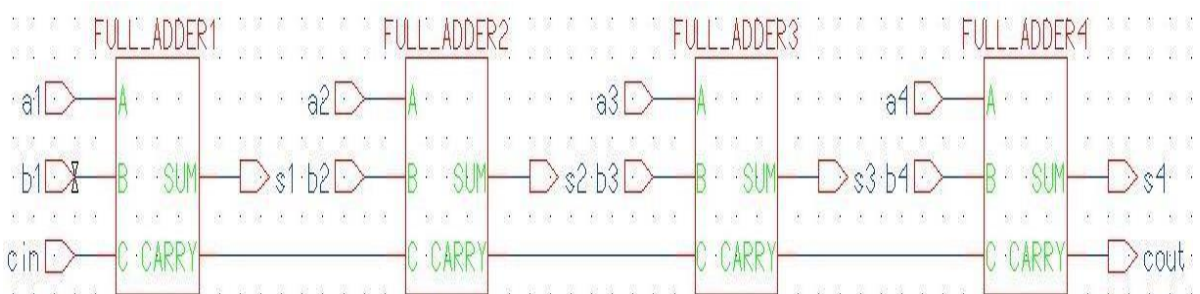 FULL_ADDER1 FULL_ADDER2 FULL_ADDER3 FULL_ADDER4
a1 A a2 A a3 A a4 A
b1 B SUM s1 b2 B SUM s2 b3 B SUM s3 b4 B SUM s4
cin C CARRY C CARRY C CARRY C CARRY cout